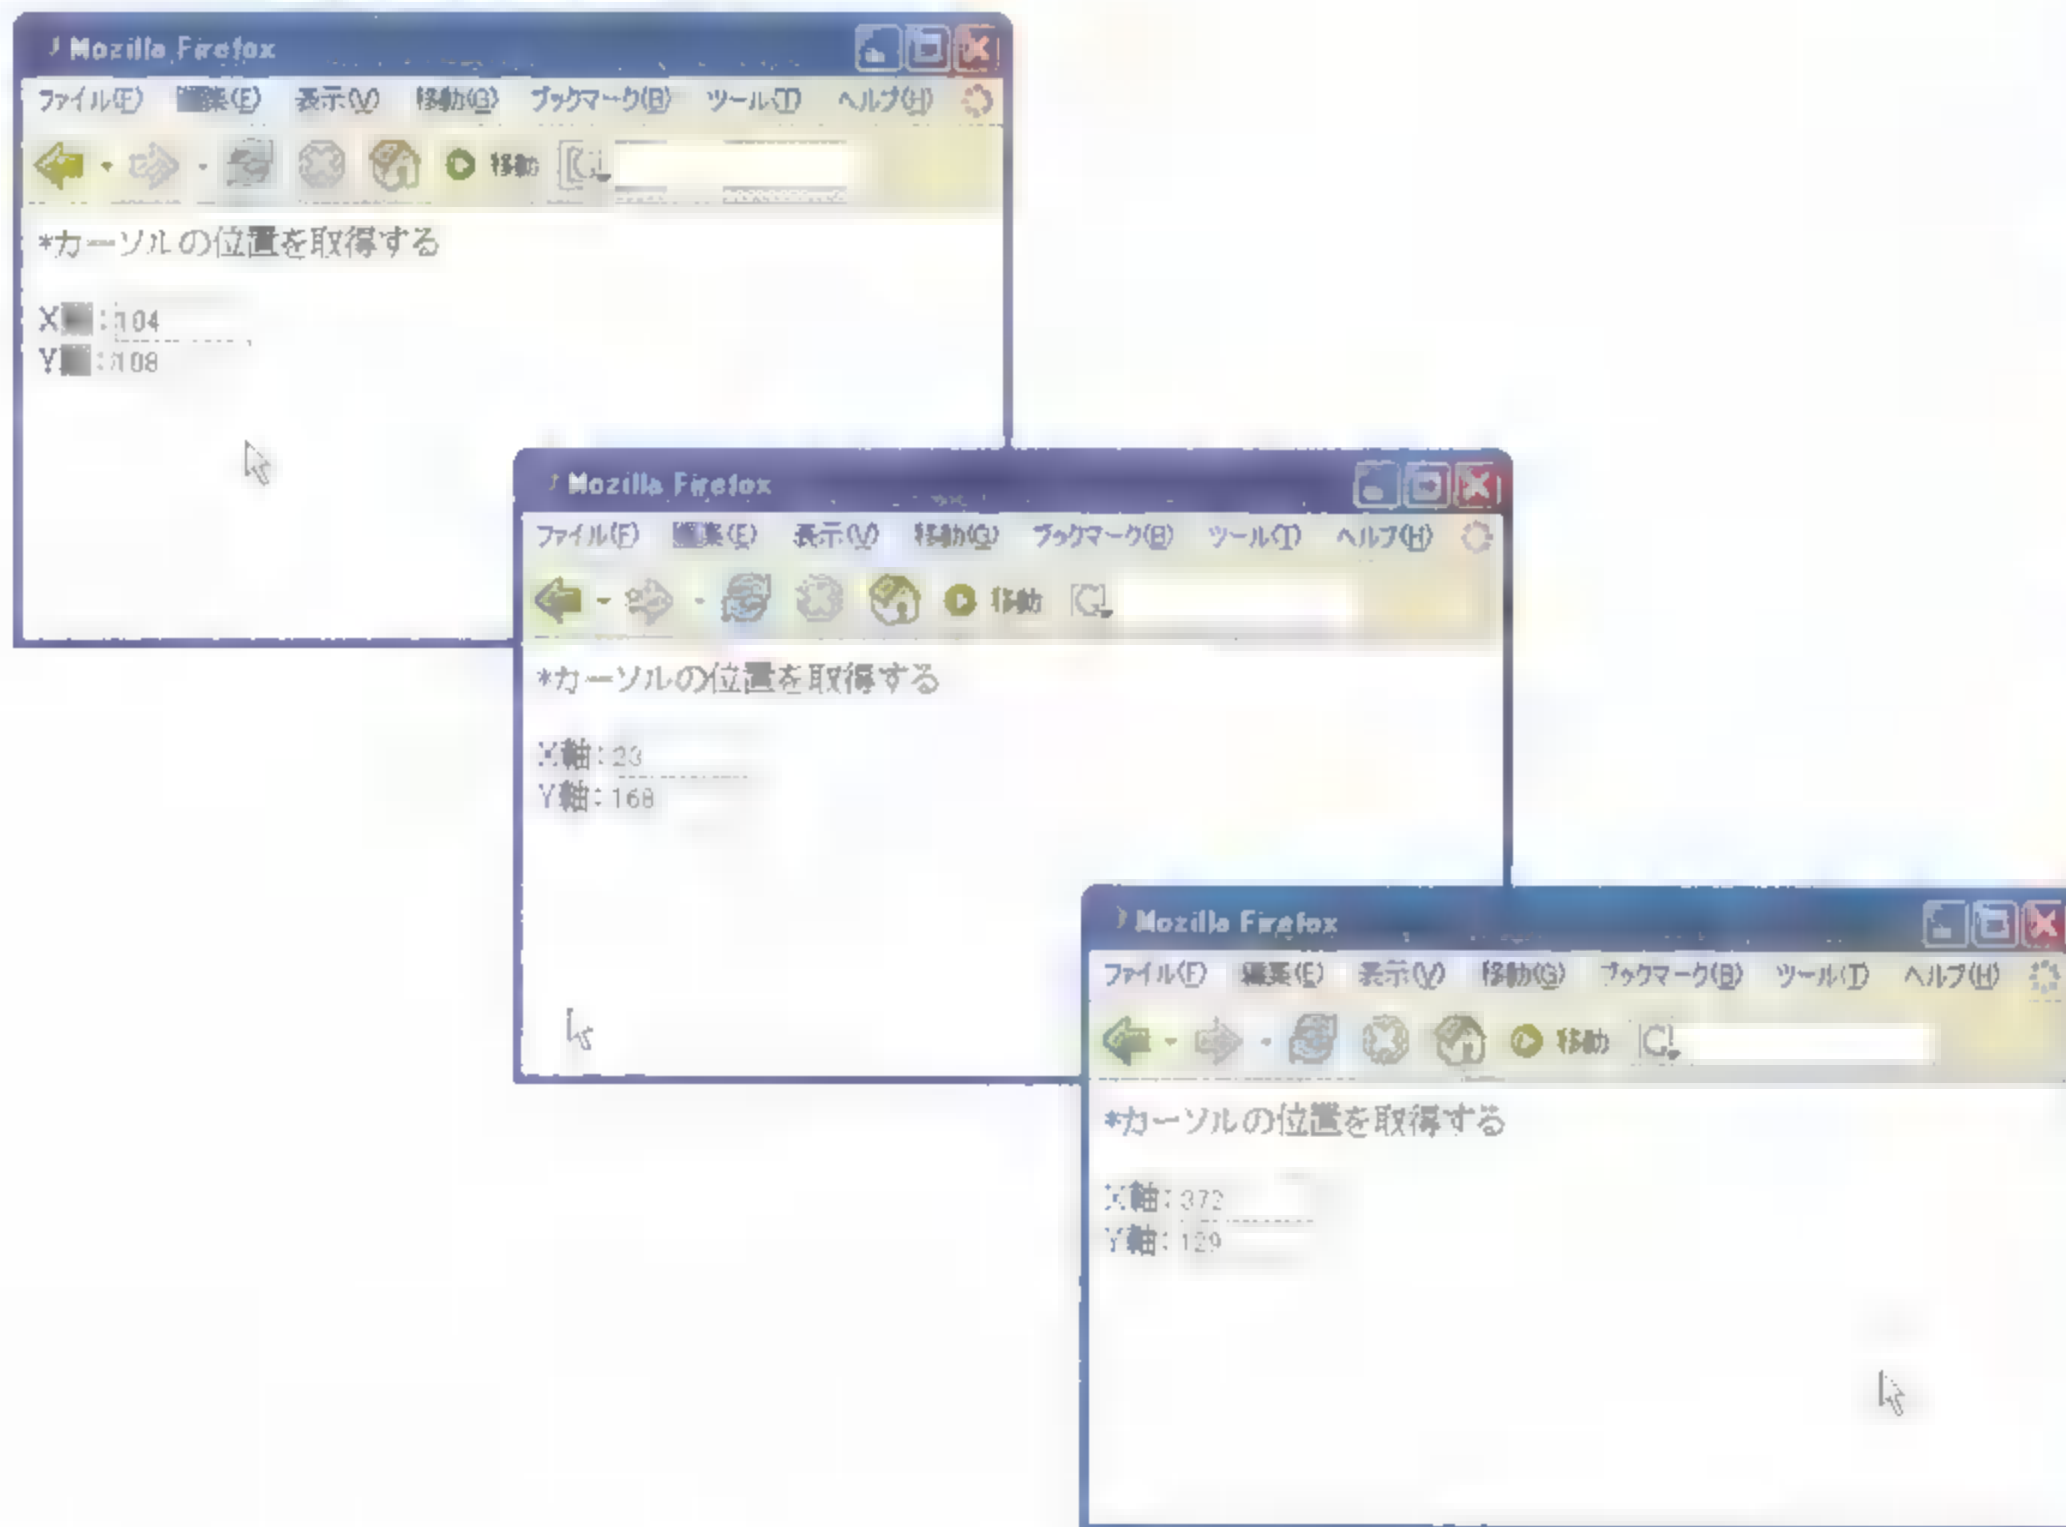 Mozilla Firefox
ファイル(F) 編集(E) 表示(V) 移動(G) ブックマーク(B) ツール(T) ヘルプ(H)
移動
*カーソルの位置を取得する
X軸:104
Y軸:108
Mozilla Firefox
ファイル(F) 編集(E) 表示(V) 移動(G) ブックマーク(B) ツール(T) ヘルプ(H)
移動
*カーソルの位置を取得する
X軸:23
Y軸:168
Mozilla Firefox
ファイル(F) 編集(E) 表示(V) 移動(G) ブックマーク(B) ツール(T) ヘルプ(H)
移動
*カーソルの位置を取得する
X軸:372
Y軸:129